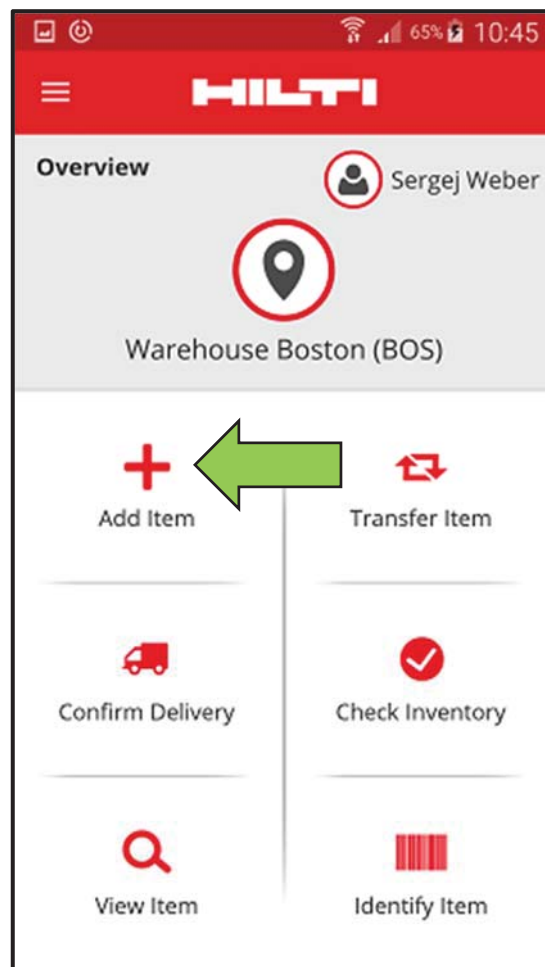 65% 10:45
HILTI
Overview
Sergej Weber
Warehouse Boston (BOS)
Add Item
Transfer Item
Confirm Delivery
Check Inventory
View Item
Identify Item